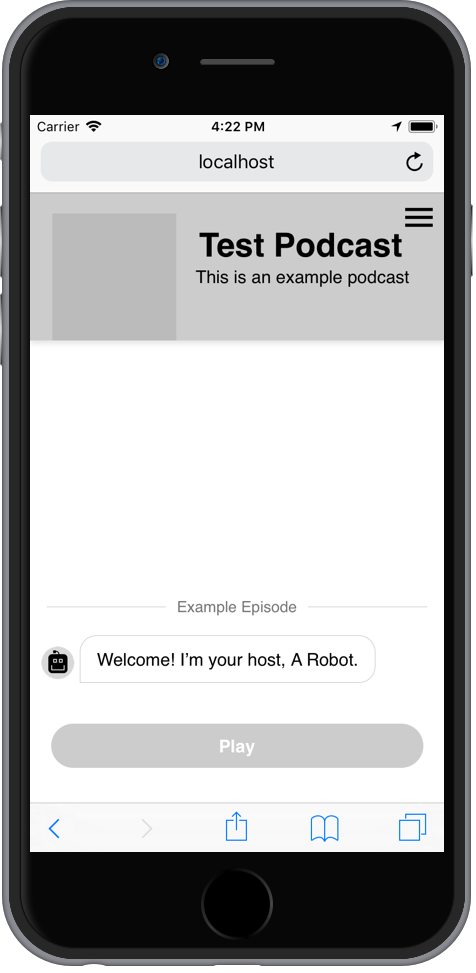 Carrier 4:22 PM
localhost
Test Podcast
This is an example podcast
Example Episode
Welcome! I'm your host, A Robot.
Play